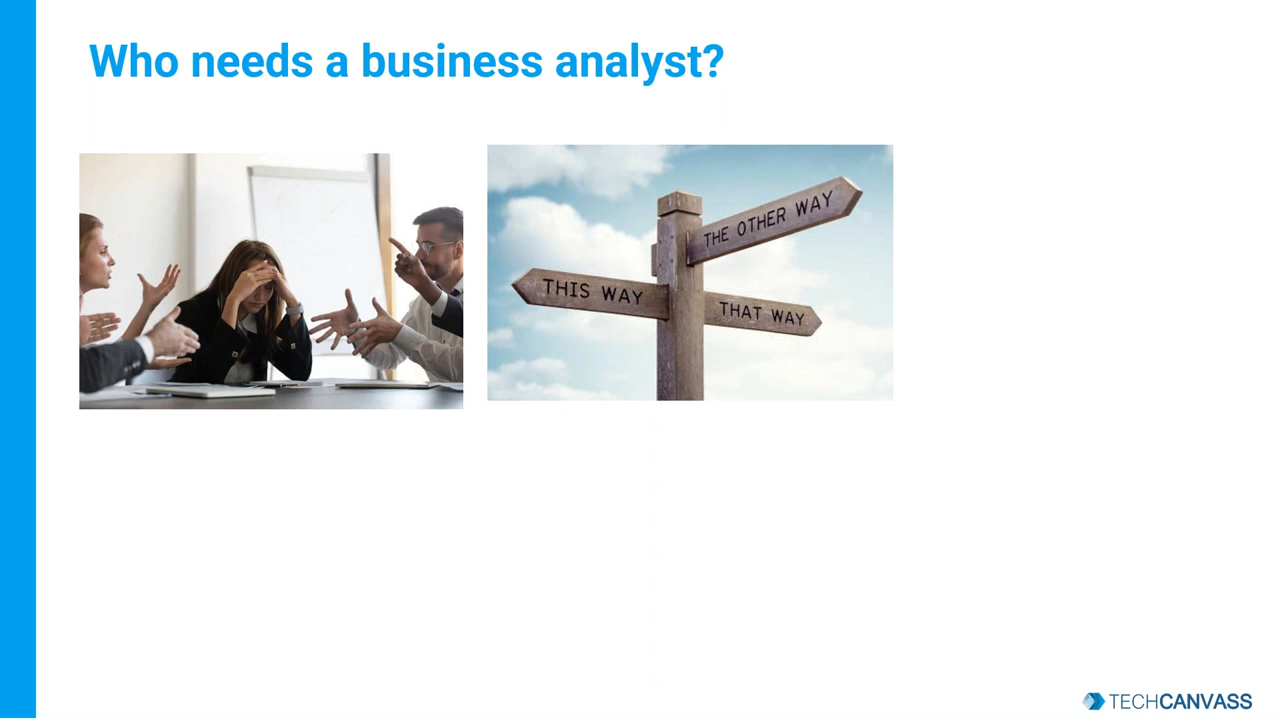 Who needs a business analyst?
THE OTHER WAY
THIS WAY
THAT WAY
TECHCANVASS